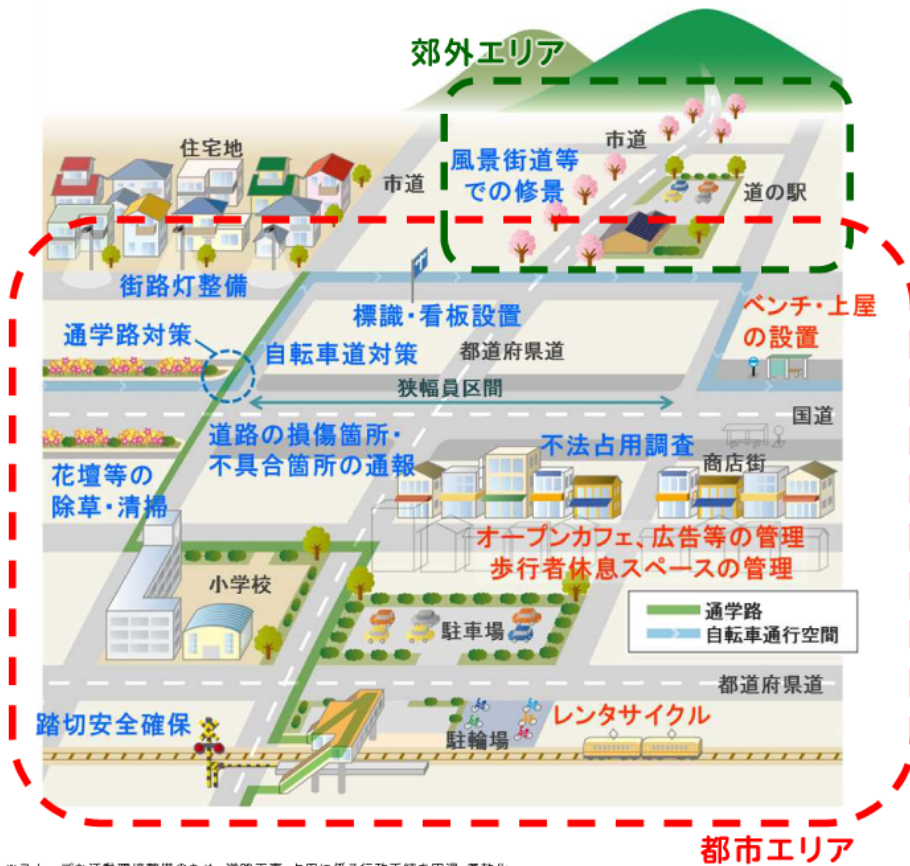 郊外エリア
住宅地
市道
市道
風景街道等
での修景
道の駅
街路灯整備
標識・看板設置
ベンチ・上屋
の設置
通学路対策
自転車道対策
都道府県道
狭幅員区間
国道
道路の損傷箇所・
不具合箇所の通報
不法占用調査
商店街
花壇等の
除草・清掃
オープンカフェ、広告等の管理
歩行者休息スペースの管理
小学校
通学路
自転車通行空間
駐車場
都道府県道
踏切安全確保
駐輪場
レンタサイクル
都市エリア